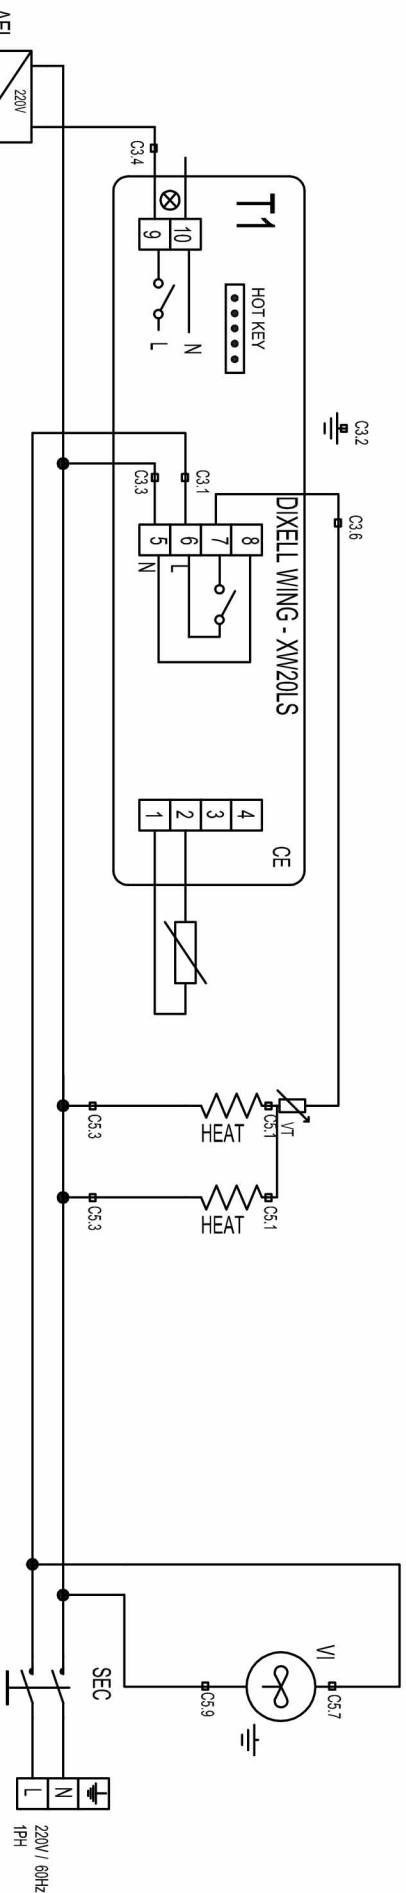 AFI
220V
C3.4
T1
HOT KEY
9
10
L
N
C3.2
C3.6
C3.3
C3.1
DIXELL WING - XW20LS
5
6
7
8
N
L
1
2
3
4
CE
VT
C5.1
HEAT
C5.3
C5.1
HEAT
C5.3
VI
C5.7
C5.9
SEC
L
N
220V / 60Hz
1PH